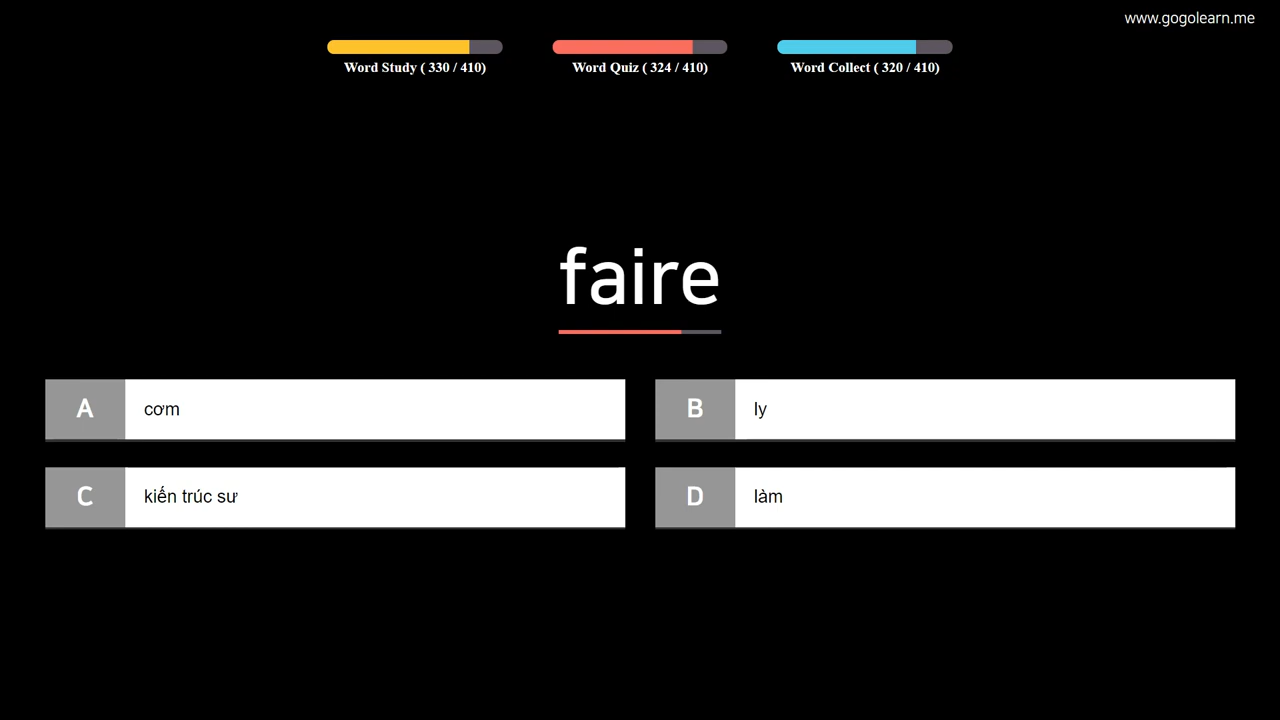 www.gogolearn.me
Word Study ( 330 / 410)
Word Quiz ( 324 / 410)
Word Collect ( 320 / 410)
faire
A cơm
B ly
C kiến trúc sư
D làm